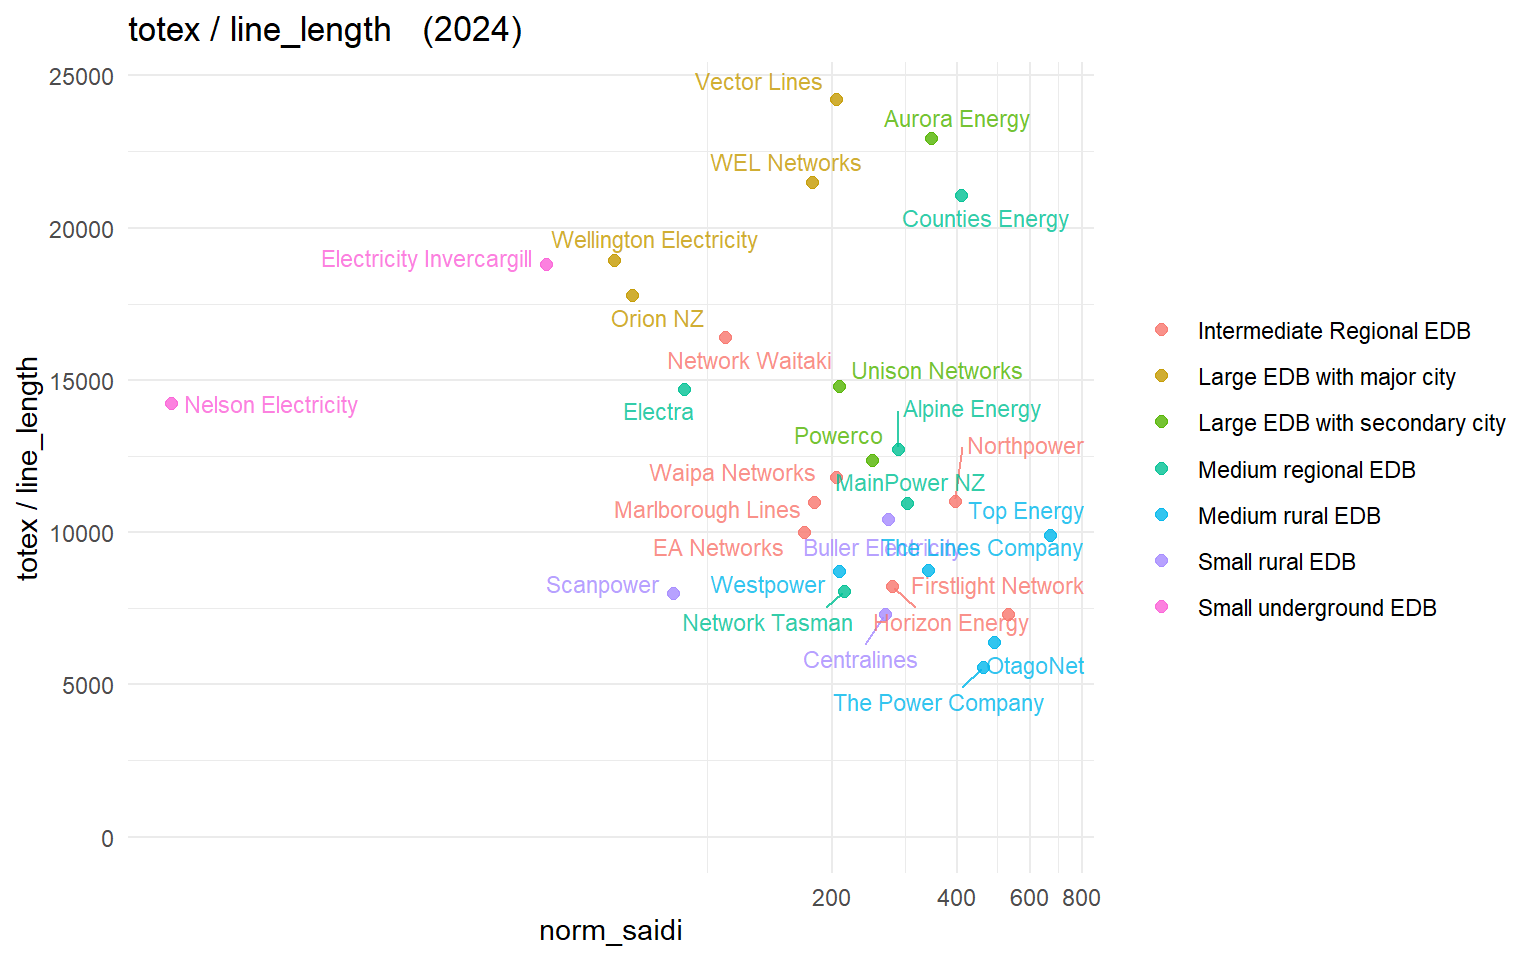 totex / line_length (2024)
25000
20000
15000
10000
5000
0
totex / line_length
Vector Lines
Aurora Energy
WEL Networks
Counties Energy
Wellington Electricity
Electricity Invercargill
Orion NZ
Network Waitaki
Unison Networks
Nelson Electricity
Electra
Alpine Energy
Powerco
Northpower
Waipa Networks
MainPower NZ
Marlborough Lines
Top Energy
EA Networks
Buller Electricity
The Lines Company
Scanpower
Westpower
Firstlight Network
Network Tasman
Horizon Energy
Centralines
OtagoNet
The Power Company
200
400
600
800
norm_saidi
Intermediate Regional EDB
Large EDB with major city
Large EDB with secondary city
Medium regional EDB
Medium rural EDB
Small rural EDB
Small underground EDB